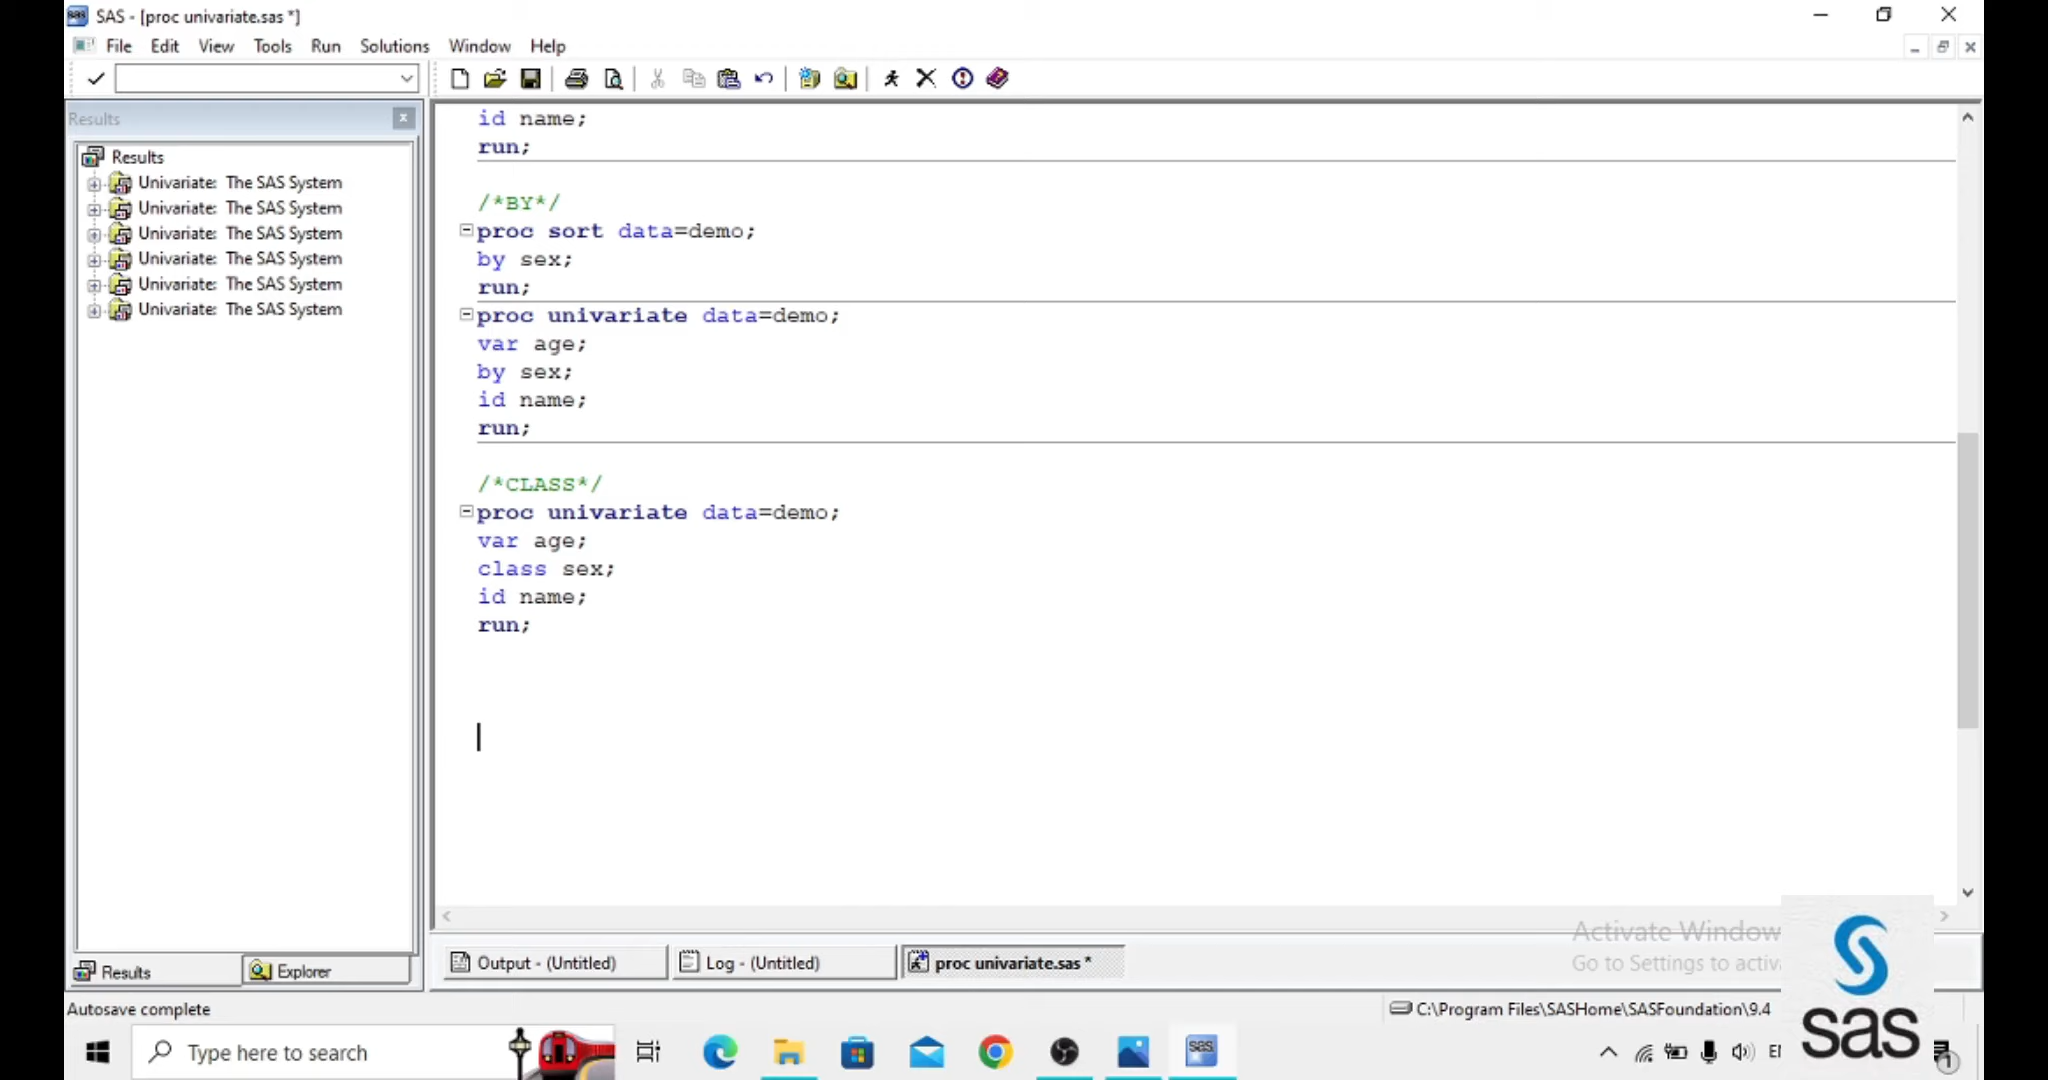 SAS - [proc univariate.sas *]
File Edit View Tools Run Solutions Window Help
Results
Results
Univariate: The SAS System
Univariate: The SAS System
Univariate: The SAS System
Univariate: The SAS System
Univariate: The SAS System
Univariate: The SAS System
id name;
run;
/*BY*/
proc sort data=demo;
by sex;
run;
proc univariate data=demo;
var age;
by sex;
id name;
run;
/*CLASS*/
proc univariate data=demo;
var age;
class sex;
id name;
run;
Activate Window
Go to Settings to activ
Results Explorer
Output - (Untitled) Log - (Untitled) proc univariate.sas *
Autosave complete
C:\Program Files\SASHome\SASFoundation\9.4
sas
Type here to search
sas
1